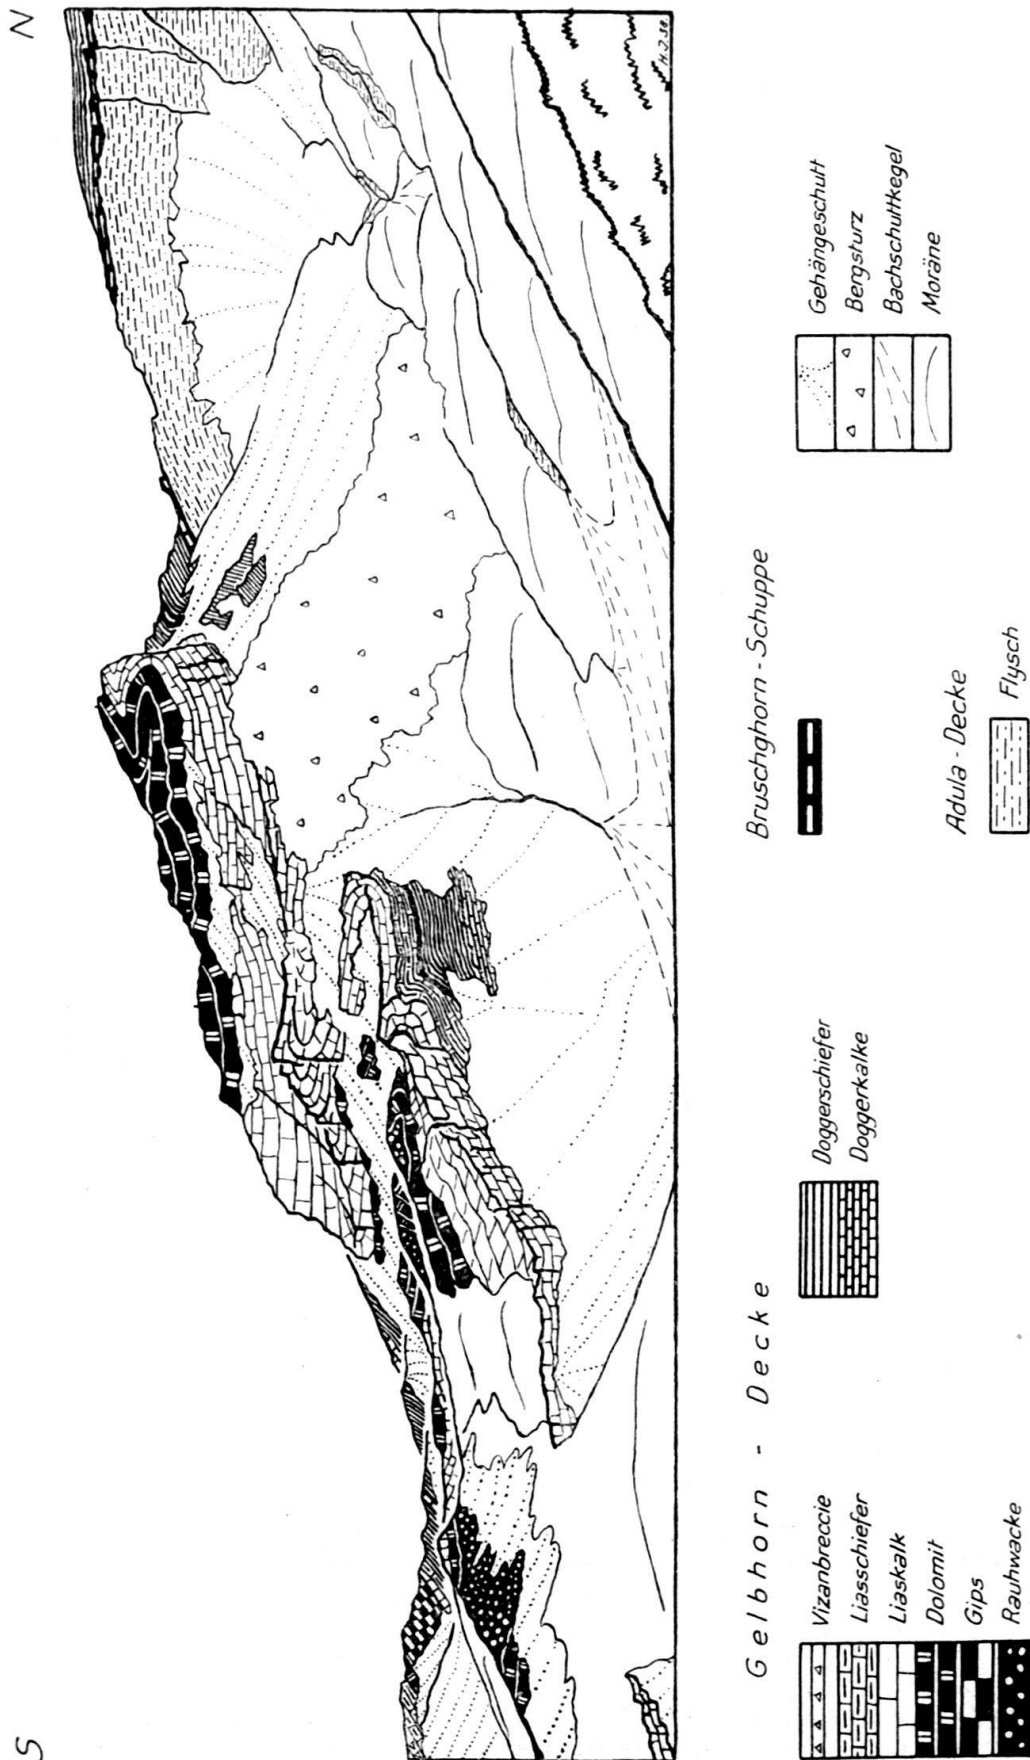 S
N
H. J. 38.
Gelbhorn - Decke
Vizanbreccie
Liasschiefer
Liaskalk
Dolomit
Gips
Rauhwacke
Doggerschiefer
Doggerkalke
Bruschghorn - Schuppe
Adula - Decke
Flysch
Gehängeschutt
Bergsturz
Bachschuttkegel
Moräne